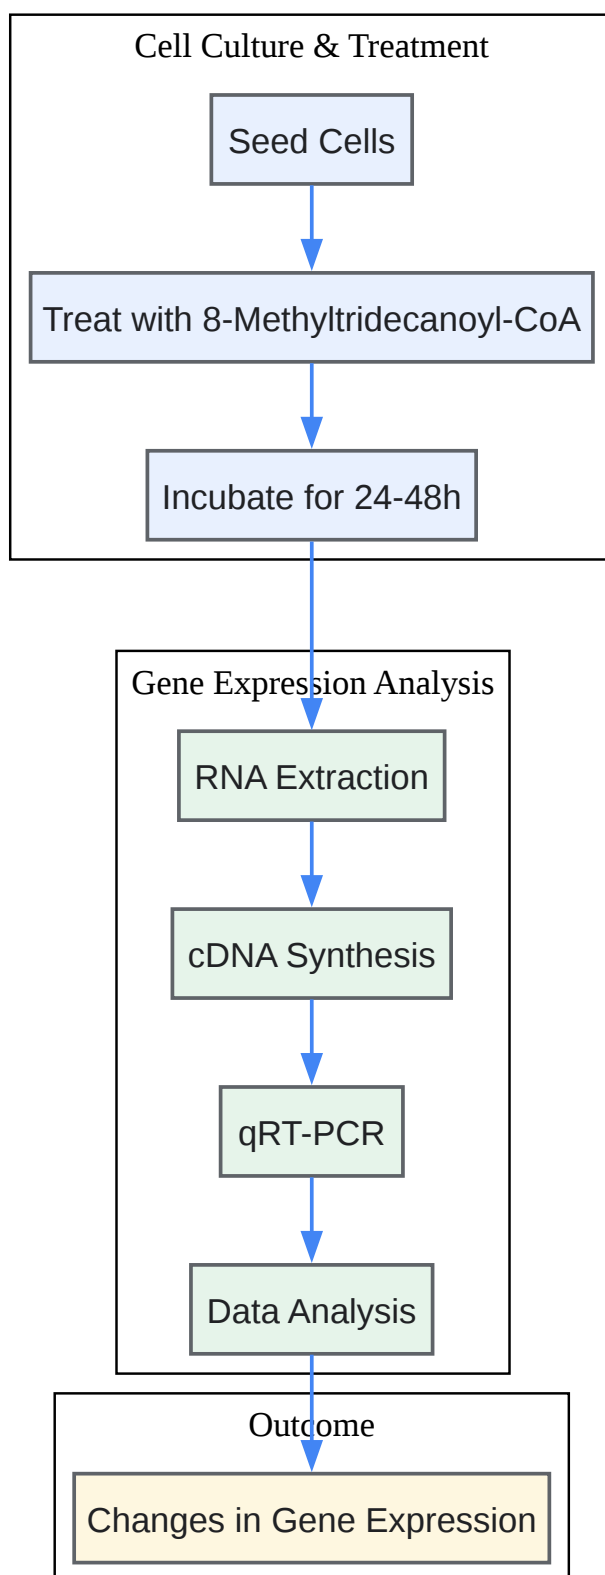 Cell Culture & Treatment
Seed Cells
Treat with 8-Methyltridecanoyl-CoA
Incubate for 24-48h
Gene Expression Analysis
RNA Extraction
cDNA Synthesis
qRT-PCR
Data Analysis
Outcome
Changes in Gene Expression